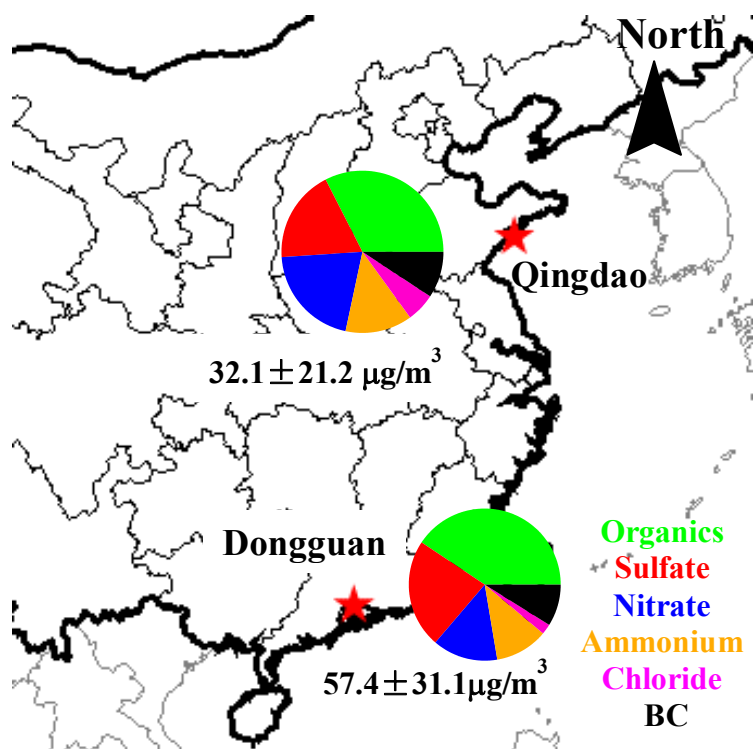 North
Qingdao
32.1±21.2 μg/m³
Dongguan
57.4±31.1μg/m³
Organics
Sulfate
Nitrate
Ammonium
Chloride
BC